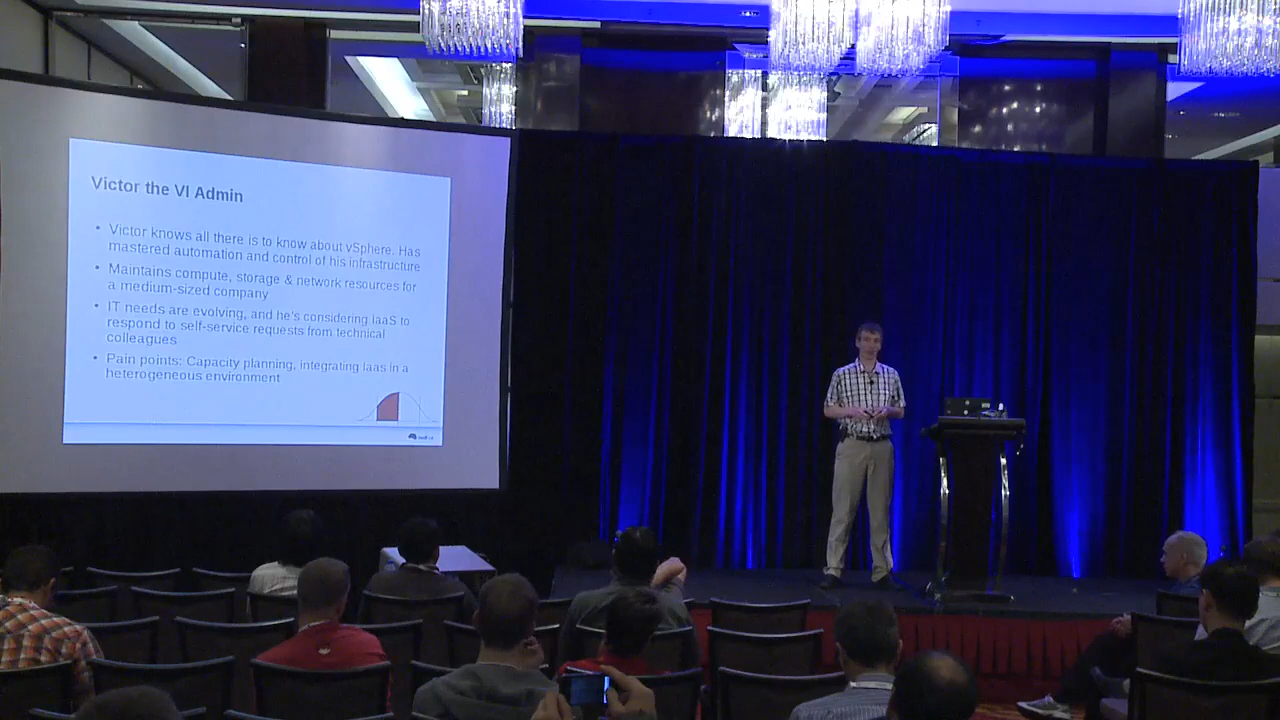 Victor the VI Admin
• Victor knows all there is to know about vSphere. Has
mastered automation and control of his infrastructure
• Maintains compute, storage & network resources for
a medium-sized company
• IT needs are evolving, and he's considering IaaS to
respond to self-service requests from technical
colleagues
• Pain points: Capacity planning, integrating Iaas in a
heterogeneous environment